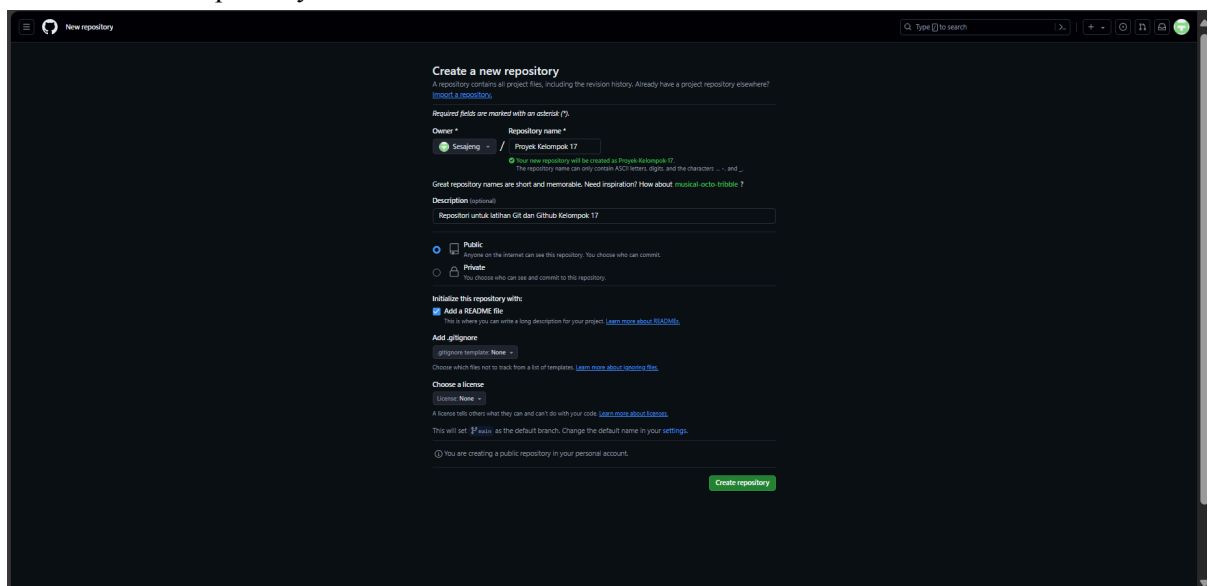 New repository
Type / to search
Create a new repository
A repository contains all project files, including the revision history. Already have a project repository elsewhere?
Import a repository.
Required fields are marked with an asterisk (*).
Owner *
Repository name *
Sesajeng
/
Proyek Kelompok 17
Your new repository will be created as Proyek-Kelompok-17.
The repository name can only contain ASCII letters, digits, and the characters ., -, and _.
Great repository names are short and memorable. Need inspiration? How about musical-octo-tribble ?
Description (optional)
Repositori untuk latihan Git dan Github Kelompok 17
Public
Anyone on the internet can see this repository. You choose who can commit.
Private
You choose who can see and commit to this repository.
Initialize this repository with:
Add a README file
This is where you can write a long description for your project. Learn more about READMEs.
Add .gitignore
.gitignore template: None
Choose which files not to track from a list of templates. Learn more about ignoring files.
Choose a license
License: None
A license tells others what they can and can't do with your code. Learn more about licenses.
This will set main as the default branch. Change the default name in your settings.
You are creating a public repository in your personal account.
Create repository